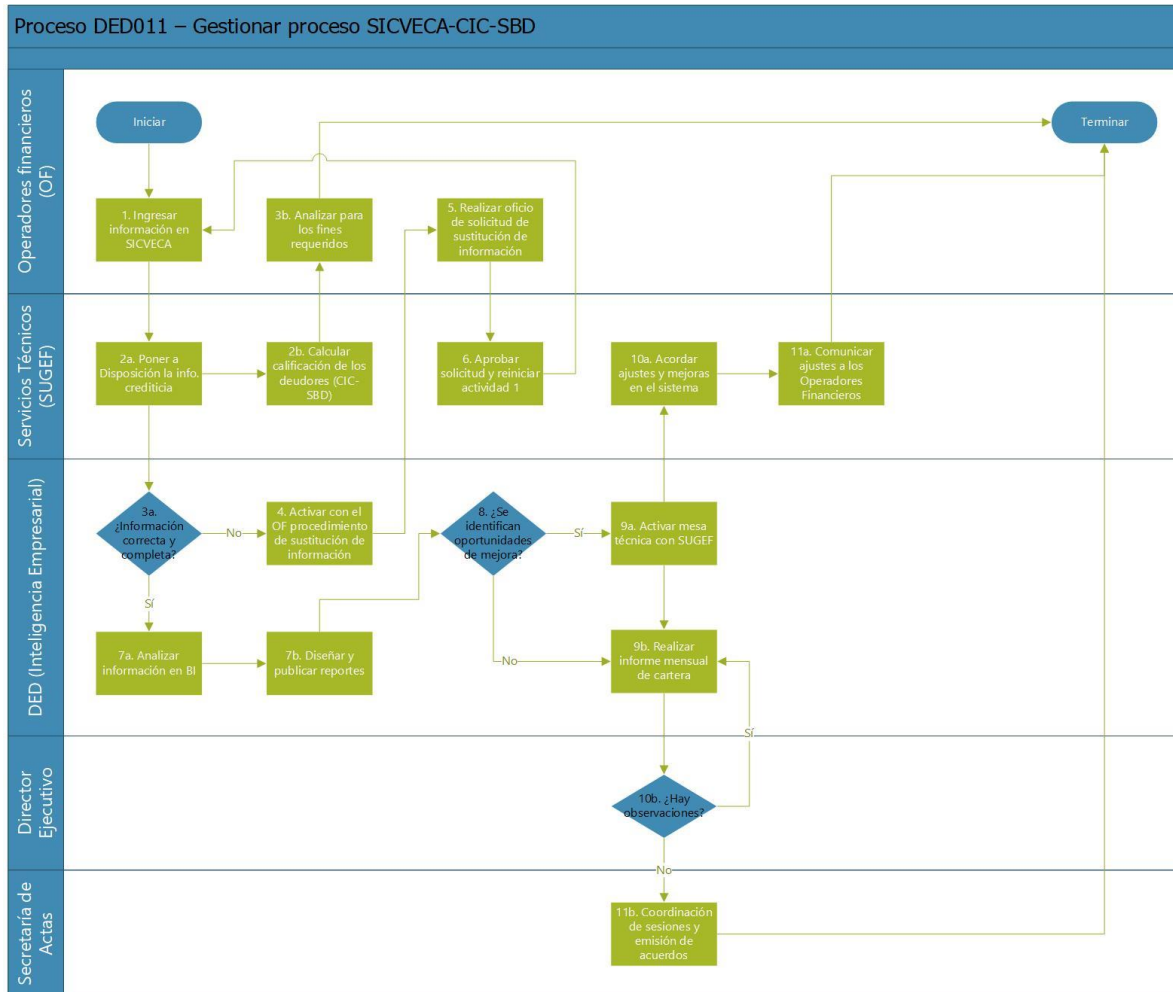 Proceso DED011 – Gestionar proceso SICVECA-CIC-SBD
Operadores financieros
(OF)
Iniciar
Terminar
1. Ingresar
información en
SICVECA
3b. Analizar para
los fines
requeridos
5. Realizar oficio
de solicitud de
sustitución de
información
Servicios Técnicos
(SUGEF)
2a. Poner a
Disposición la info.
crediticia
2b. Calcular
calificación de los
deudores (CIC-
SBD)
6. Aprobar
solicitud y reiniciar
actividad 1
10a. Acordar
ajustes y mejoras
en el sistema
11a. Comunicar
ajustes a los
Operadores
Financieros
DED (Inteligencia Empresarial)
3a.
¿Información
correcta y
completa?
No
4. Activar con el
OF procedimiento
de sustitución de
información
8. ¿Se
identifican
oportunidades
de mejora?
Sí
9a. Activar mesa
técnica con SUGEF
Sí
7a. Analizar
información en BI
7b. Diseñar y
publicar reportes
No
9b. Realizar
informe mensual
de cartera
Sí
Director
Ejecutivo
10b. ¿Hay
observaciones?
No
Secretaría de
Actas
11b. Coordinación
de sesiones y
emisión de
acuerdos